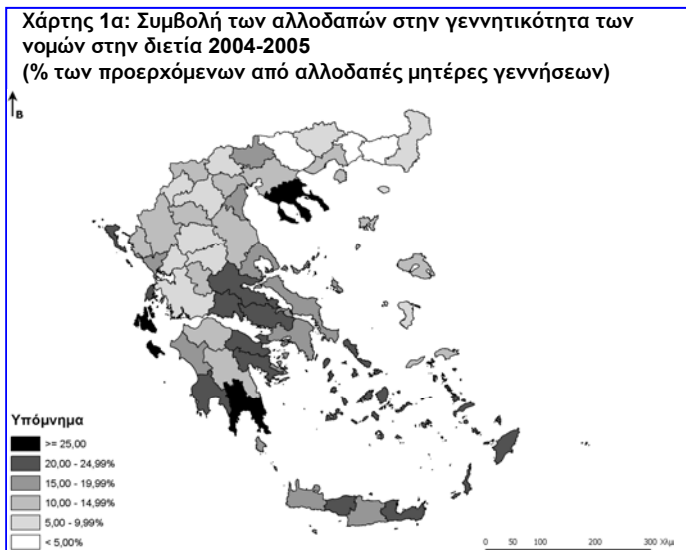 Χάρτης 1α: Συμβολή των αλλοδαπών στην γεννητικότητα των
νομών στην διετία 2004-2005
(% των προερχόμενων από αλλοδαπές μητέρες γεννήσεων)
Β
Υπόμνημα
>= 25,00
20,00 - 24,99%
15,00 - 19,99%
10,00 - 14,99%
5,00 - 9,99%
< 5,00%
0 50 100 200 300 Χλμ